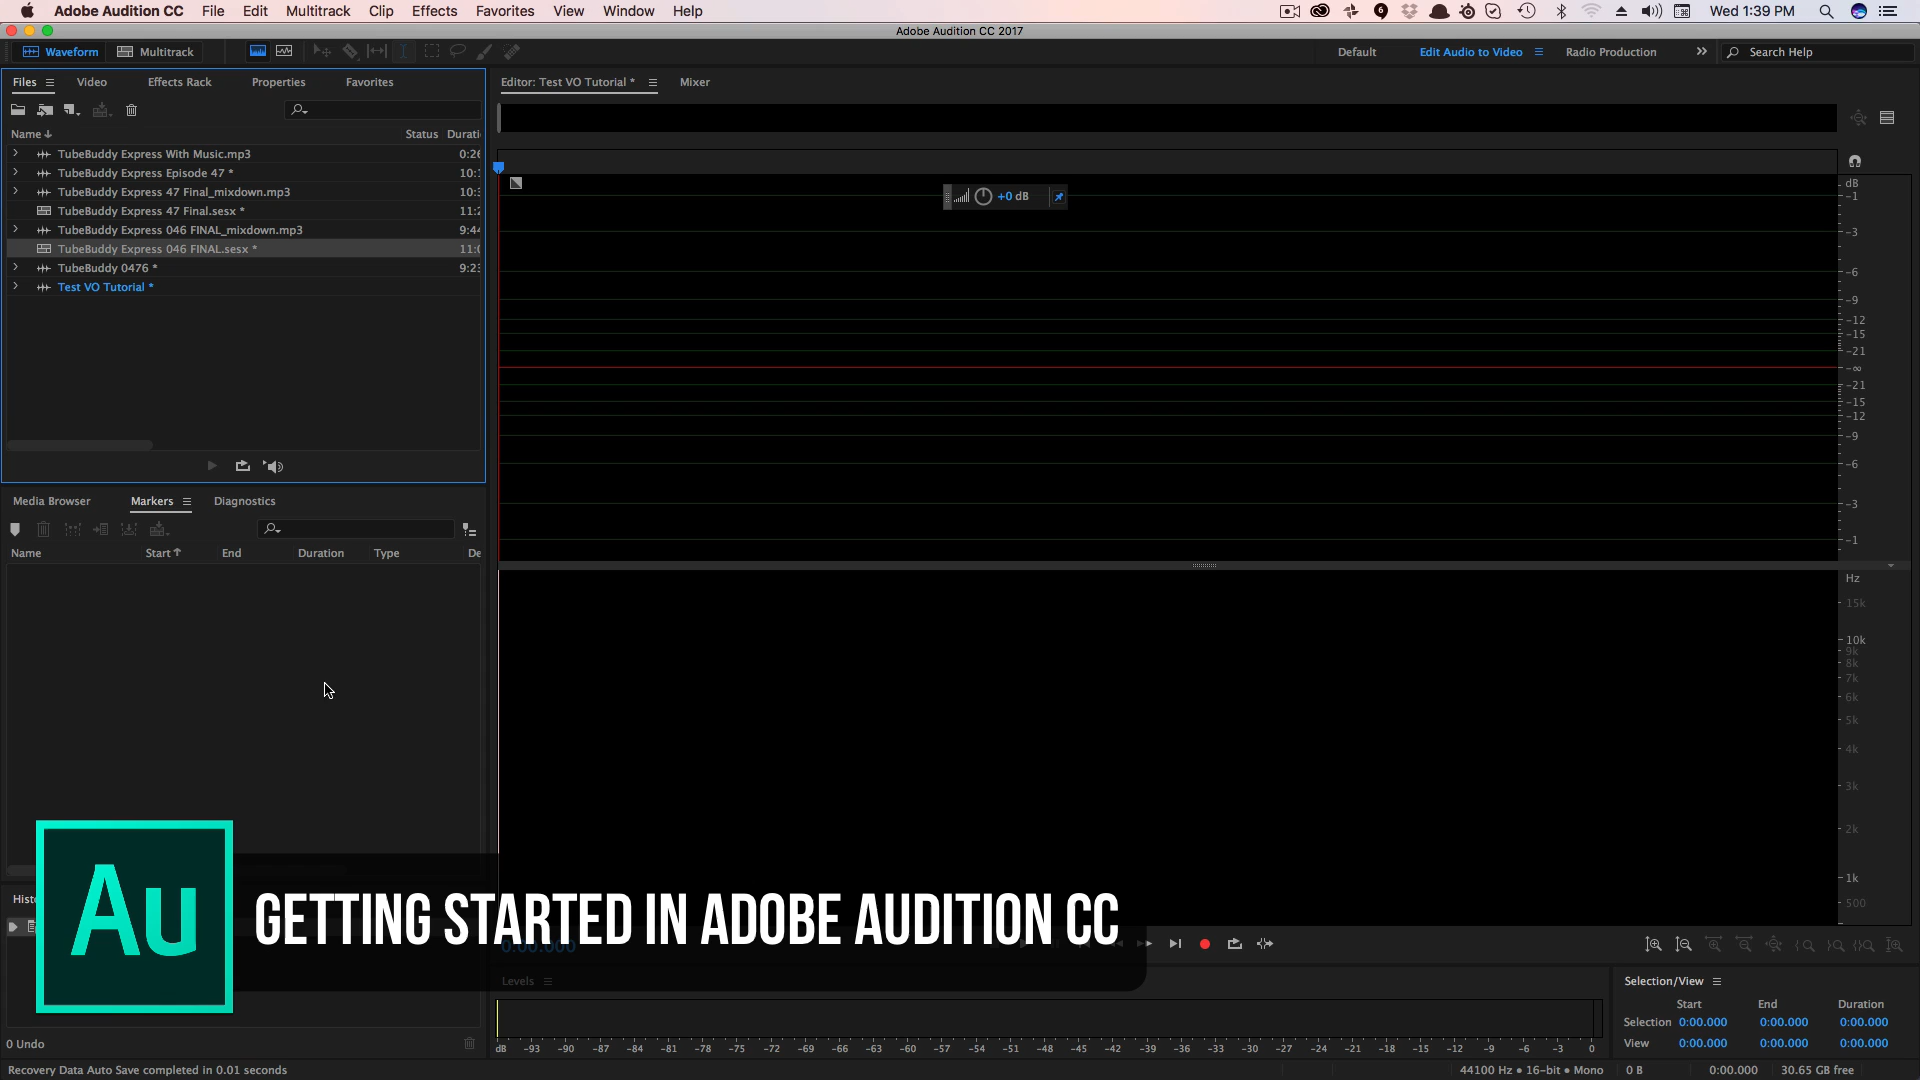 Adobe Audition CC File Edit Multitrack Clip Effects Favorites View Window Help Wed 1:39 PM
Adobe Audition CC 2017
Waveform Multitrack Default Edit Audio to Video Radio Production Search Help
Files Video Effects Rack Properties Favorites
Editor: Test VO Tutorial * Mixer
Name Status Durati
TubeBuddy Express With Music.mp3 0:26
TubeBuddy Express Episode 47 * 10:
TubeBuddy Express 47 Final_mixdown.mp3 10:
TubeBuddy Express 47 Final.sesx * 11:2
TubeBuddy Express 046 FINAL_mixdown.mp3 9:44
TubeBuddy Express 046 FINAL.sesx * 11:0
TubeBuddy 0476 * 9:23
Test VO Tutorial *
+0 dB
dB
-1
-3
-6
-9
-12
-15
-21
-∞
-21
-15
-12
-9
-6
-3
-1
Media Browser Markers Diagnostics
Name Start End Duration Type De
Hz
15k
10k
9k
8k
7k
6k
5k
4k
3k
2k
1k
500
Histo
Au
GETTING STARTED IN ADOBE AUDITION CC
0:00.000
Levels
dB -93 -90 -87 -84 -81 -78 -75 -72 -69 -66 -63 -60 -57 -54 -51 -48 -45 -42 -39 -36 -33 -30 -27 -24 -21 -18 -15 -12 -9 -6 -3 0
Selection/View
Start End Duration
Selection 0:00.000 0:00.000 0:00.000
View 0:00.000 0:00.000 0:00.000
0 Undo
Recovery Data Auto Save completed in 0.01 seconds
44100 Hz • 16-bit • Mono 0 B 0:00.000 30.65 GB free